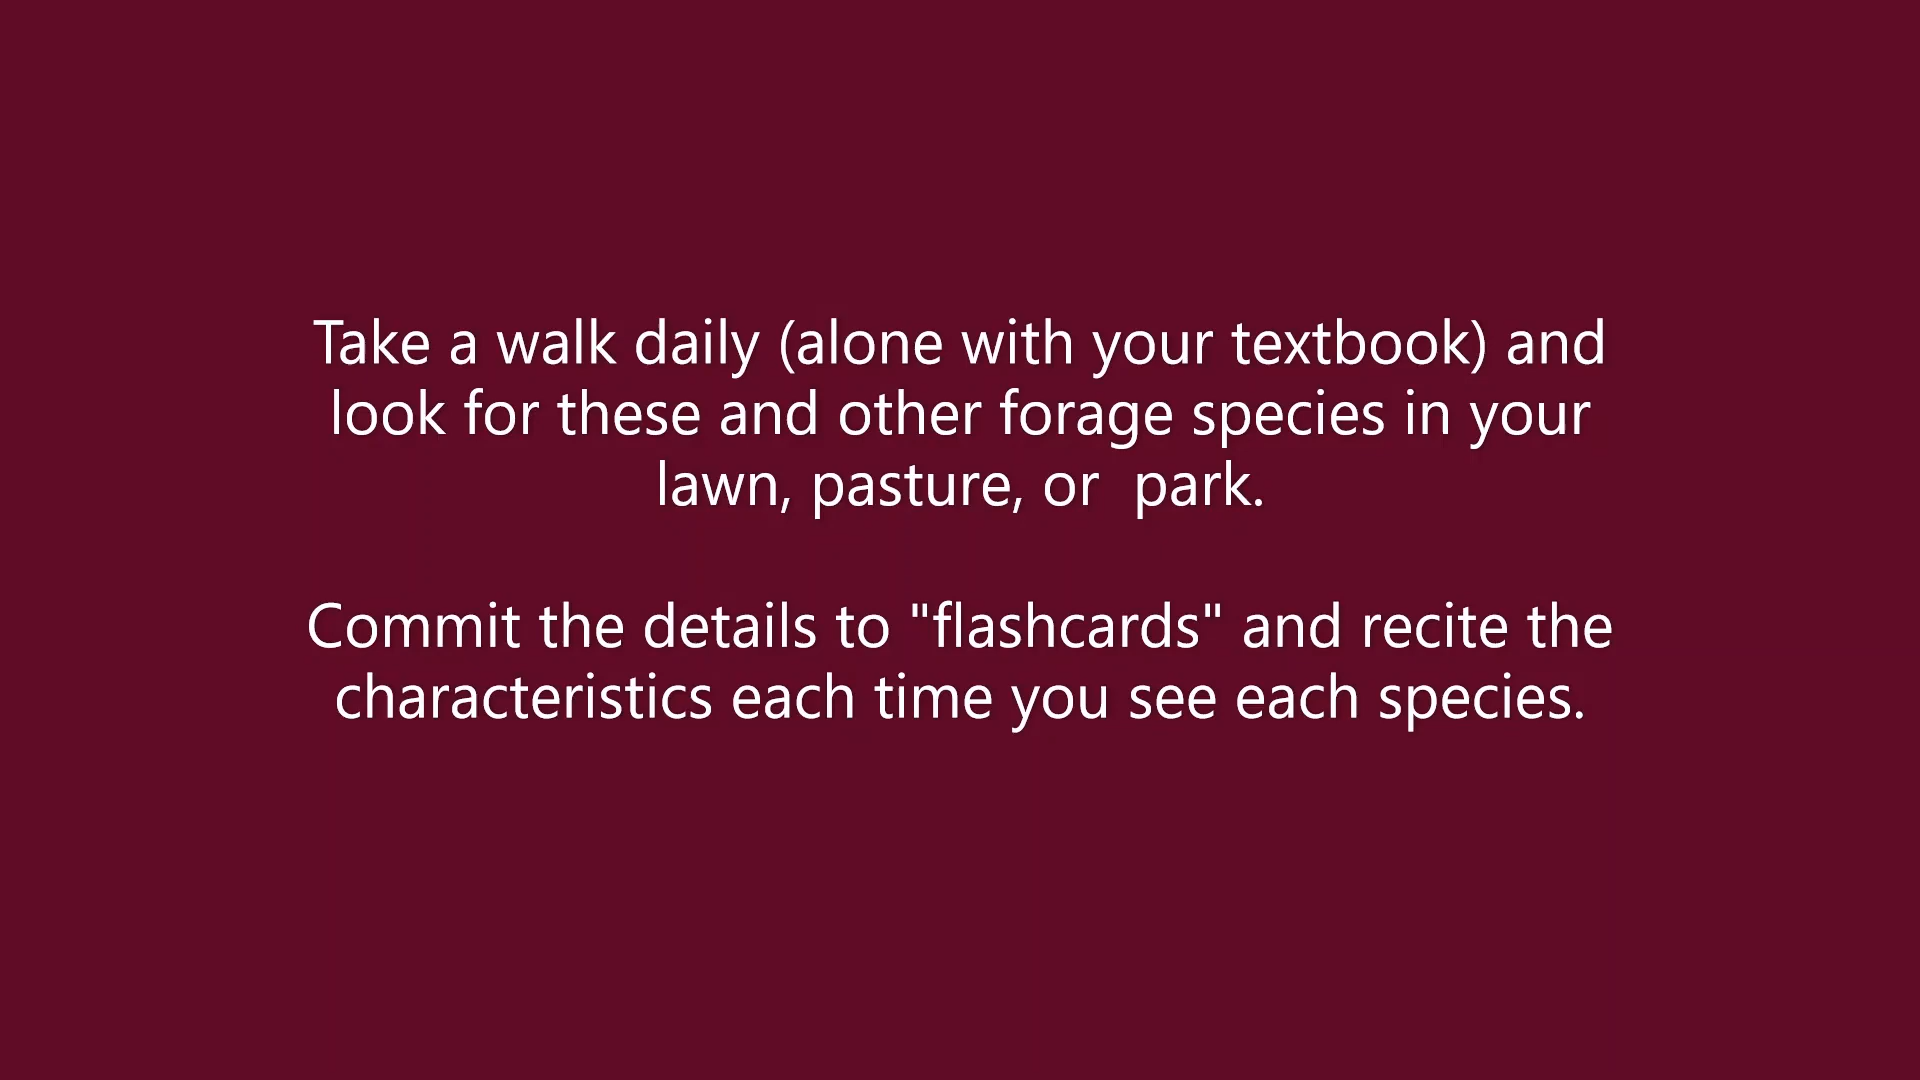 Take a walk daily (alone with your textbook) and
look for these and other forage species in your
lawn, pasture, or  park.
Commit the details to "flashcards" and recite the
characteristics each time you see each species.